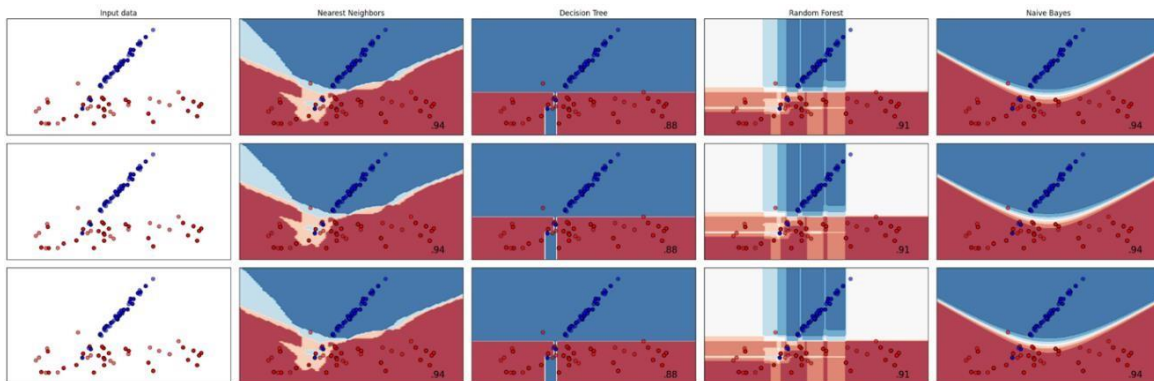 Input data
Nearest Neighbors
Decision Tree
Random Forest
Naive Bayes
.94
.88
.91
.94
.94
.88
.91
.94
.94
.88
.91
.94